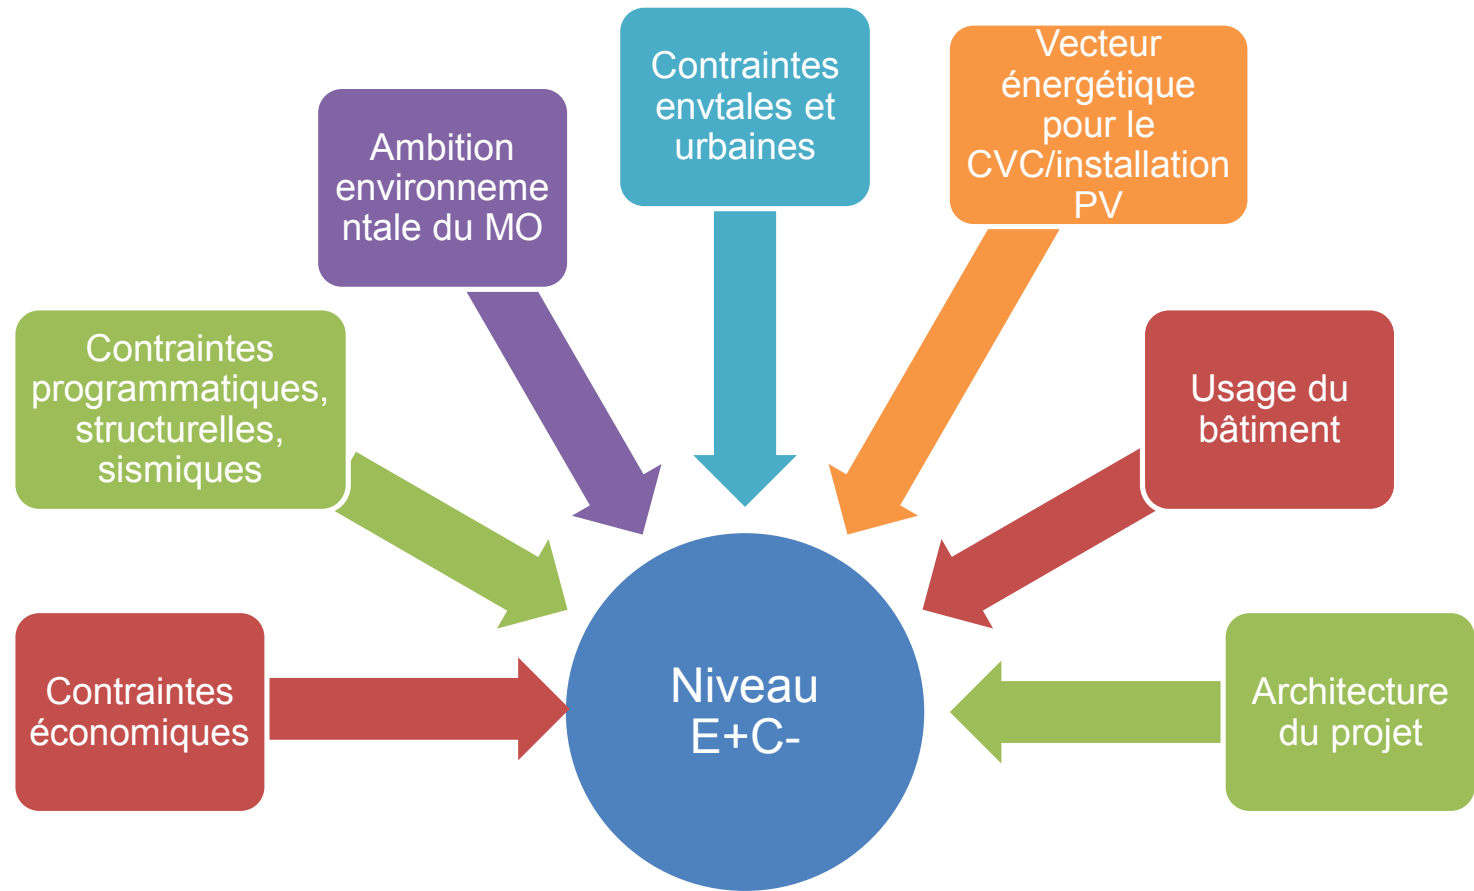 Contraintes
envtales et
urbaines
Vecteur
énergétique
pour le
CVC/installation
PV
Ambition
environneme
ntale du MO
Contraintes
programmatiques,
structurelles,
sismiques
Usage du
bâtiment
Contraintes
économiques
Niveau
E+C-
Architecture
du projet